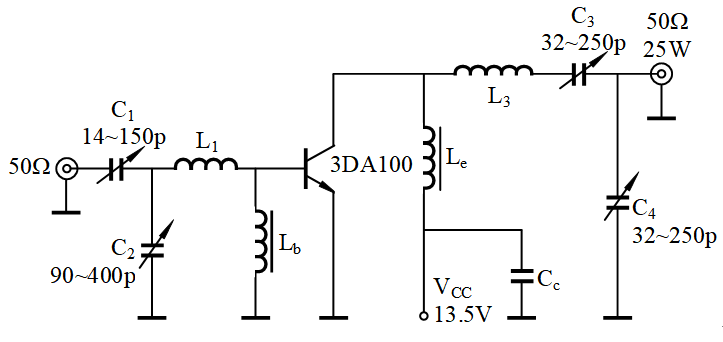 C3
32~250p
50Ω
25W
L3
C1
14~150p
L1
50Ω
3DA100
Le
C2
90~400p
Lb
C4
32~250p
VCC
13.5V
Cc